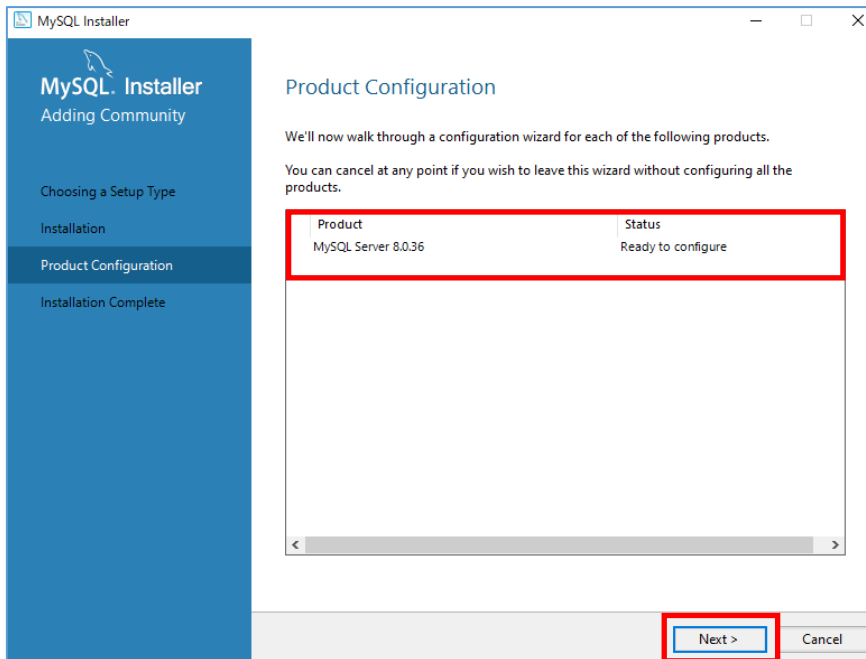 MySQL Installer
MySQL. Installer
Adding Community
Choosing a Setup Type
Installation
Product Configuration
Installation Complete
Product Configuration
We'll now walk through a configuration wizard for each of the following products.
You can cancel at any point if you wish to leave this wizard without configuring all the
products.
Product Status
MySQL Server 8.0.36 Ready to configure
Next > Cancel